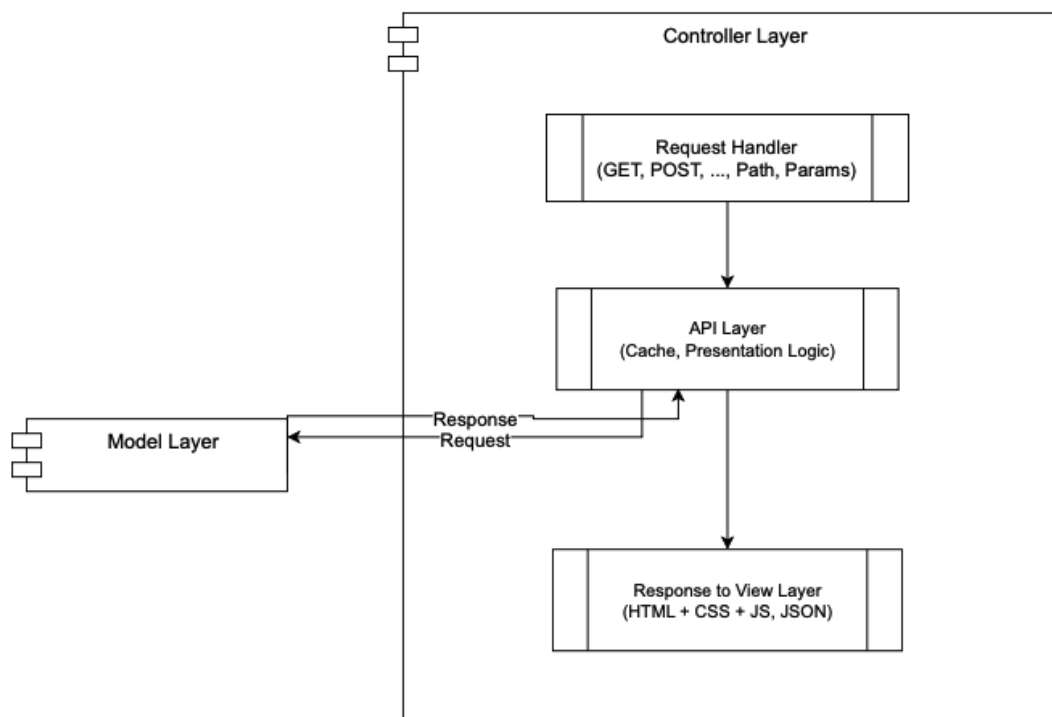 Controller Layer
Request Handler
(GET, POST, ..., Path, Params)
API Layer
(Cache, Presentation Logic)
Response
Request
Model Layer
Response to View Layer
(HTML + CSS + JS, JSON)